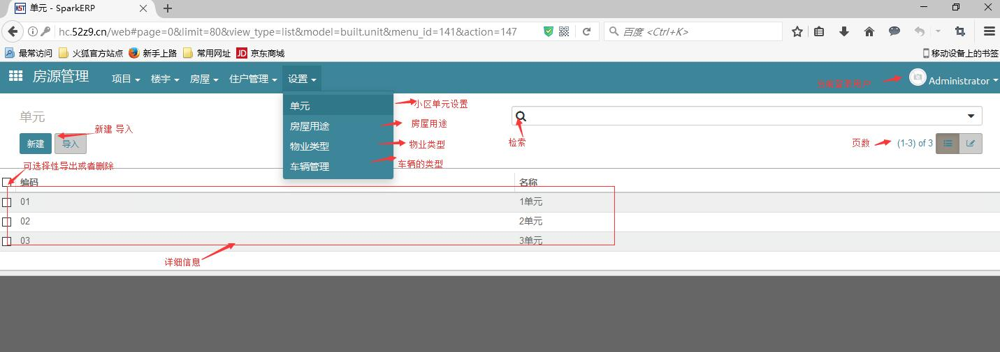 单元 - SparkERP
hc.52z9.cn/web#page=0&limit=80&view_type=list&model=built.unit&menu_id=141&action=147
百度 <Ctrl+K>
最常访问 火狐官方站点 新手上路 常用网址 JD 京东商城 移动设备上的书签
房源管理 项目 楼宇 房屋 住户管理 设置 当前登录用户 Administrator
单元 小区单元设置
房屋用途 房屋用途
物业类型 物业类型
车辆管理 车辆的类型
单元
新建 导入
新建 导入
检索
页数 (1-3) of 3
可选择性导出或者删除
编码 名称
01 1单元
02 2单元
03 3单元
详细信息